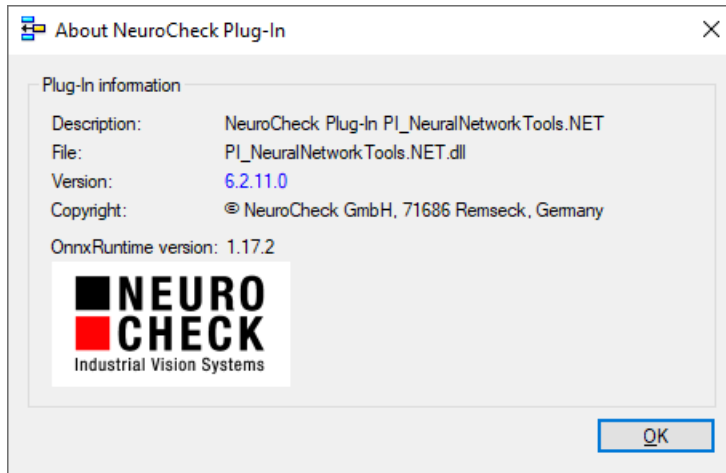 About NeuroCheck Plug-In
Plug-In information
Description: NeuroCheck Plug-In PI_NeuralNetworkTools.NET
File: PI_NeuralNetworkTools.NET.dll
Version: 6.2.11.0
Copyright: © NeuroCheck GmbH, 71686 Remseck, Germany
OnnxRuntime version: 1.17.2
NEURO
CHECK
Industrial Vision Systems
OK